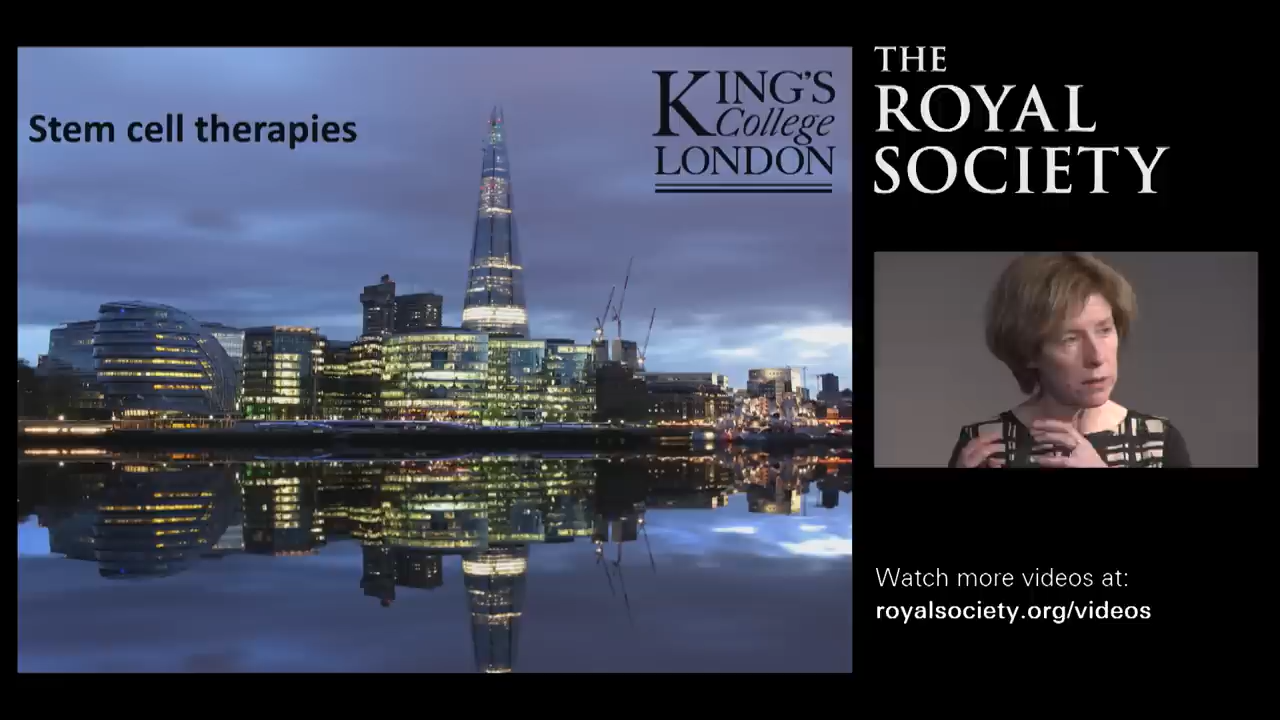 Stem cell therapies
KING'S
College
LONDON
THE
ROYAL
SOCIETY
Watch more videos at:
royalsociety.org/videos